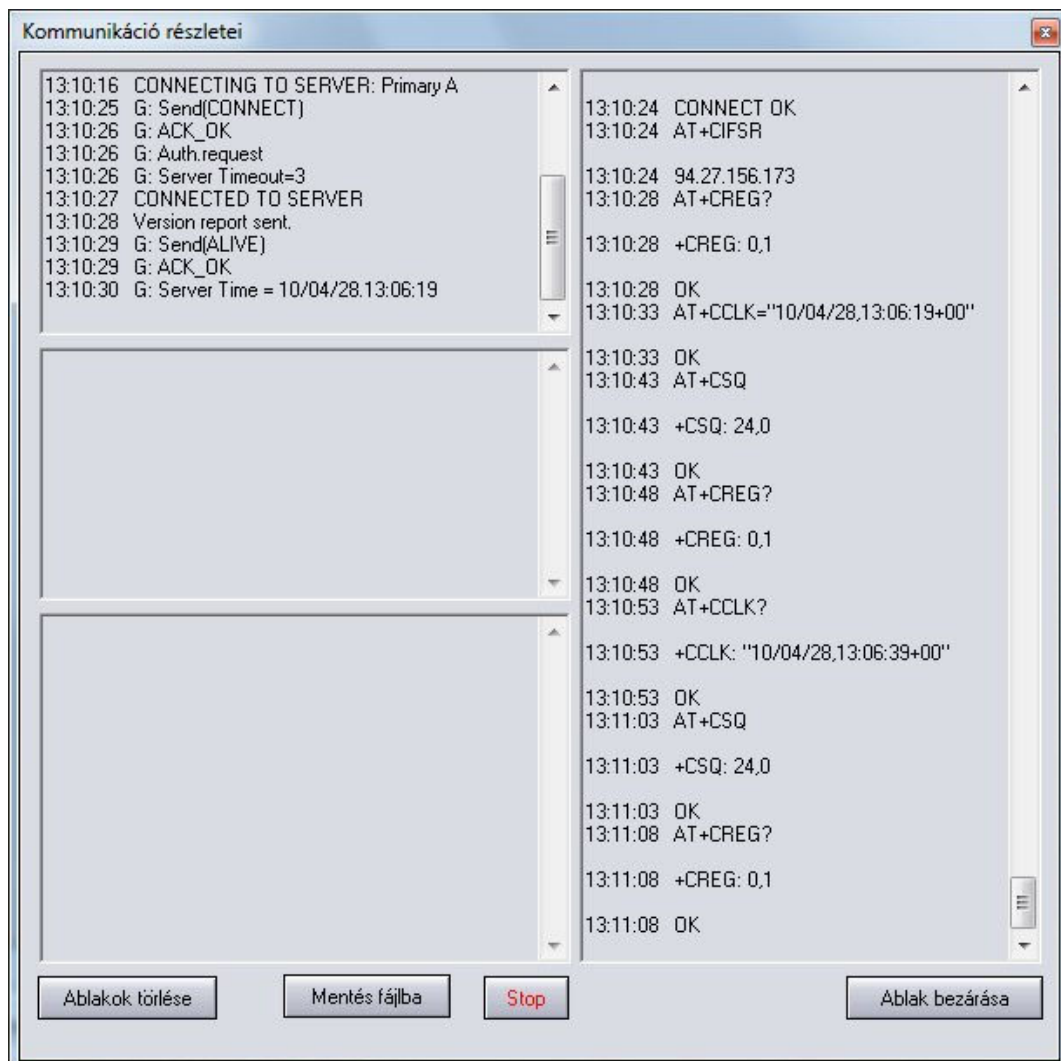 Kommunikáció részletei
13:10:16 CONNECTING TO SERVER: Primary A
13:10:25 G: Send(CONNECT)
13:10:26 G: ACK_OK
13:10:26 G: Auth.request
13:10:26 G: Server Timeout=3
13:10:27 CONNECTED TO SERVER
13:10:28 Version report sent.
13:10:29 G: Send(ALIVE)
13:10:29 G: ACK_OK
13:10:30 G: Server Time = 10/04/28.13:06:19
13:10:24 CONNECT OK
13:10:24 AT+CIFSR
13:10:24 94.27.156.173
13:10:28 AT+CREG?
13:10:28 +CREG: 0,1
13:10:28 OK
13:10:33 AT+CCLK="10/04/28,13:06:19+00"
13:10:33 OK
13:10:43 AT+CSQ
13:10:43 +CSQ: 24,0
13:10:43 OK
13:10:48 AT+CREG?
13:10:48 +CREG: 0,1
13:10:48 OK
13:10:53 AT+CCLK?
13:10:53 +CCLK: "10/04/28,13:06:39+00"
13:10:53 OK
13:11:03 AT+CSQ
13:11:03 +CSQ: 24,0
13:11:03 OK
13:11:08 AT+CREG?
13:11:08 +CREG: 0,1
13:11:08 OK
Ablakok törlése
Mentés fájlba
Stop
Ablak bezárása